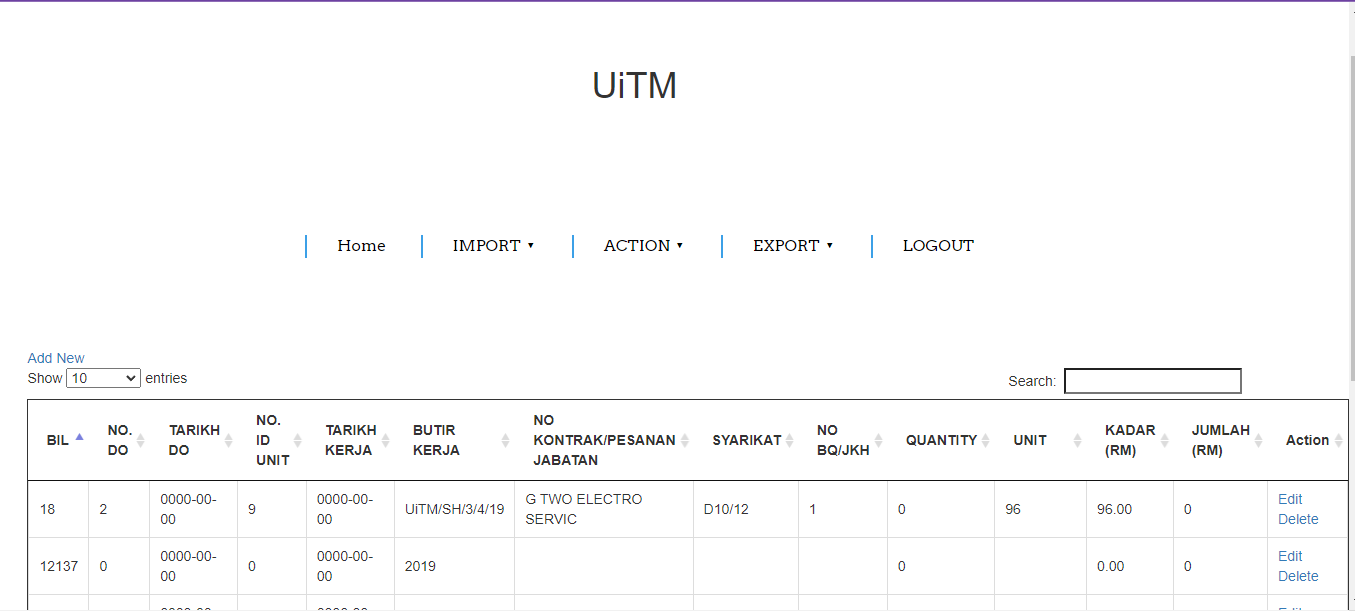 UiTM
Home IMPORT ▼ ACTION ▼ EXPORT ▼ LOGOUT
Add New
Show 10 entries
Search:
BIL NO. DO TARIKH DO NO. ID UNIT TARIKH KERJA BUTIR KERJA NO KONTRAK/PESANAN JABATAN SYARIKAT NO BQ/JKH QUANTITY UNIT KADAR (RM) JUMLAH (RM) Action
18 2 0000-00-00 9 0000-00-00 UiTM/SH/3/4/19 G TWO ELECTRO SERVIC D10/12 1 0 96 96.00 0 Edit Delete
12137 0 0000-00-00 0 0000-00-00 2019 0 0.00 0 Edit Delete